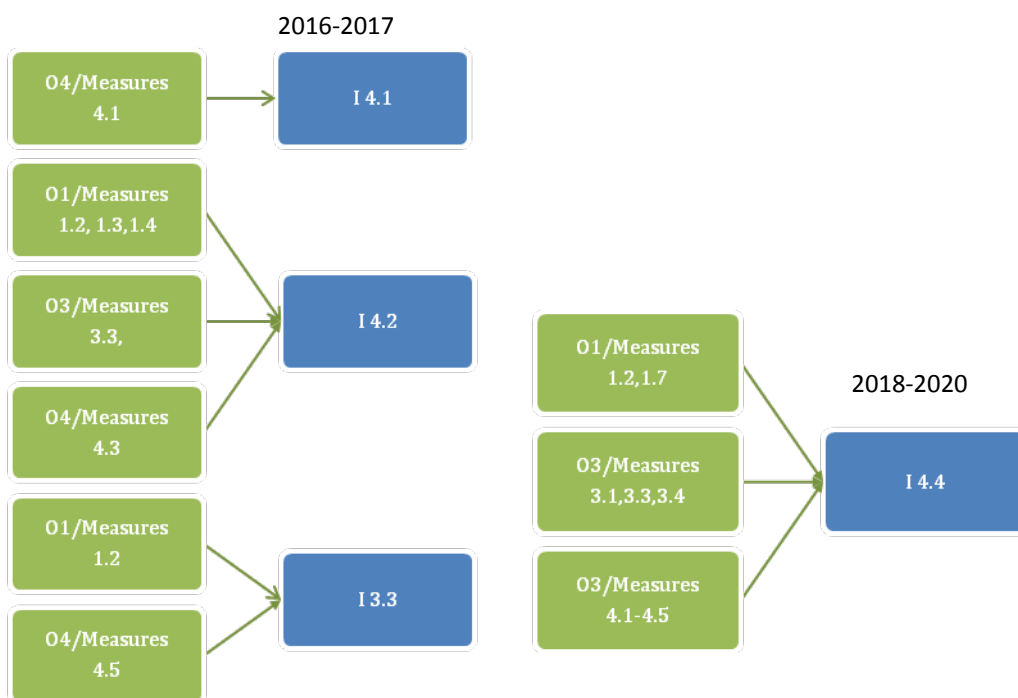 2016-2017
O4/Measures
4.1
I 4.1
O1/Measures
1.2, 1.3,1.4
O3/Measures
3.3,
O4/Measures
4.3
I 4.2
O1/Measures
1.2
O4/Measures
4.5
I 3.3
2018-2020
O1/Measures
1.2,1.7
O3/Measures
3.1,3.3,3.4
O3/Measures
4.1-4.5
I 4.4